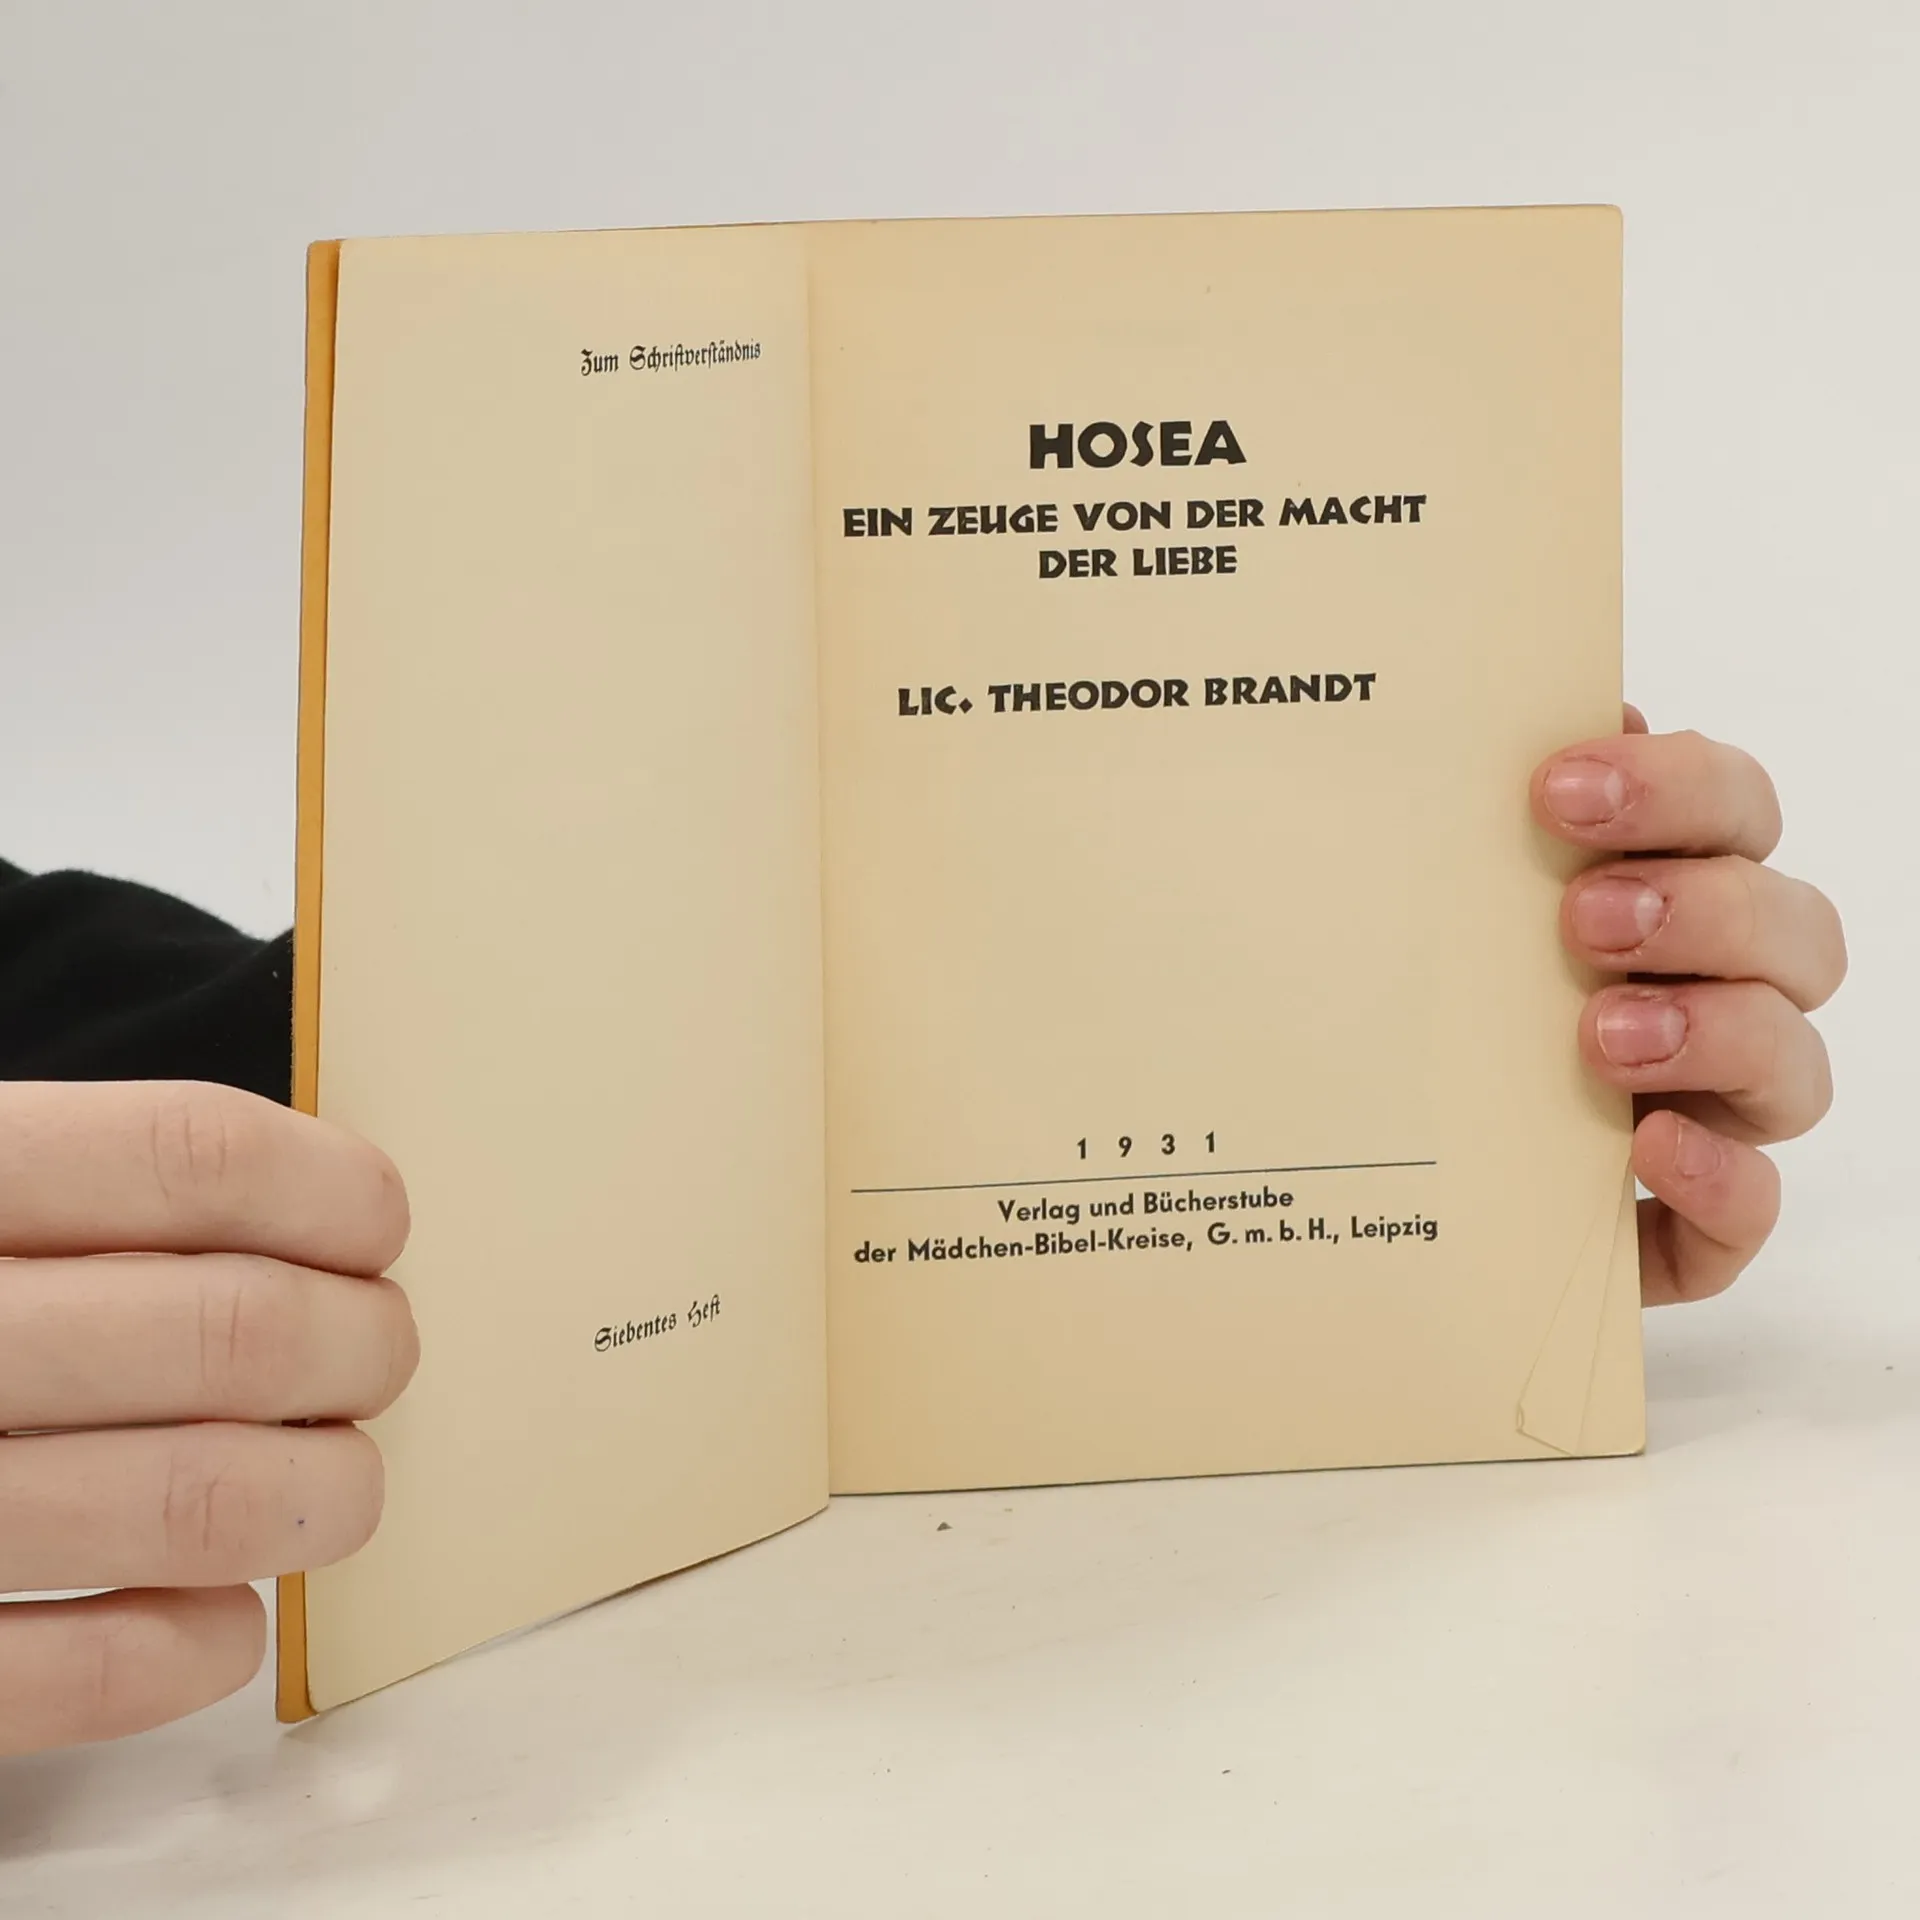 Zum Schriftverständnis
Siebentes Heft
HOSEA
EIN ZEUGE VON DER MACHT
DER LIEBE
LIC. THEODOR BRANDT
1 9 3 1
Verlag und Bücherstube
der Mädchen-Bibel-Kreise, G. m. b. H., Leipzig